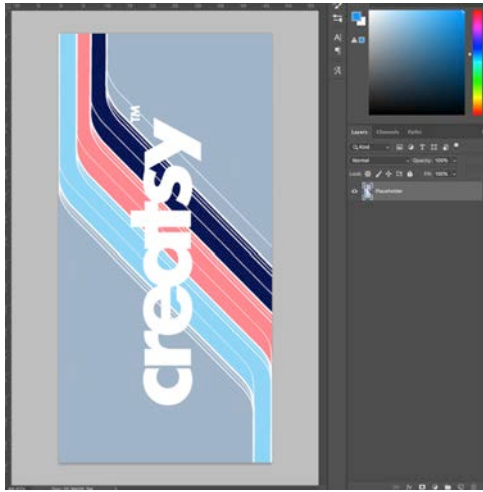 creatsy™
Layers Channels Paths
Kind
Normal Opacity: 100%
Lock: Fill: 100%
Placeholder